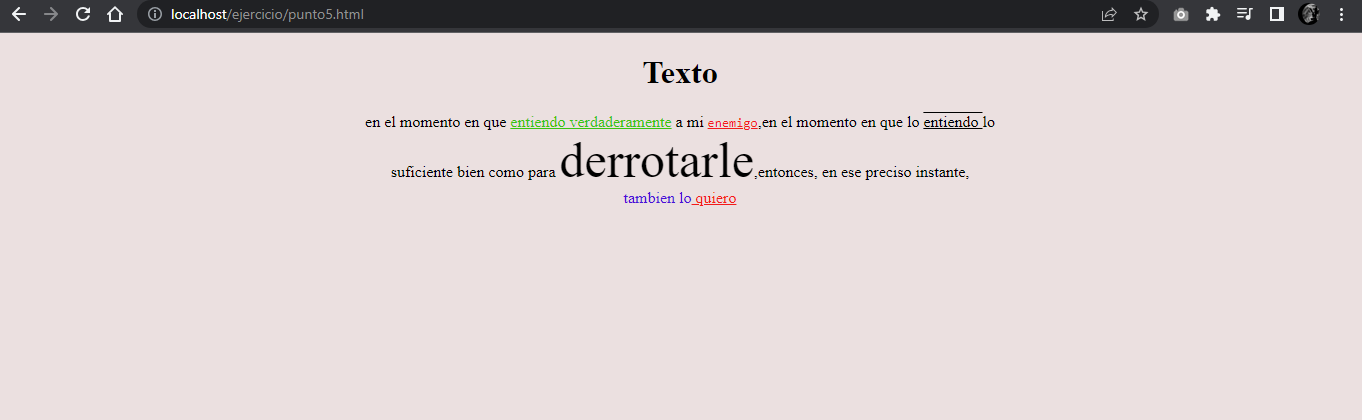 localhost/ejercicio/punto5.html
Texto
en el momento en que entiendo verdaderamente a mi enemigo,en el momento en que lo entiendo lo
suficiente bien como para derrotarle,entonces, en ese preciso instante,
tambien lo quiero